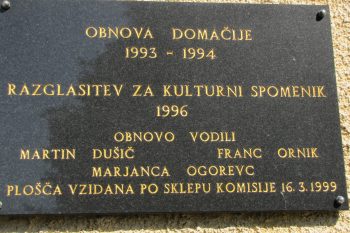 OBNOVA DOMAČIJE
1993 - 1994
RAZGLASITEV ZA KULTURNI SPOMENIK
1996
OBNOVO VODILI
MARTIN DUŠIČ FRANC ORNIK
MARJANCA OGOREVC
PLOŠČA VZIDANA PO SKLEPU KOMISIJE 16.3.1999